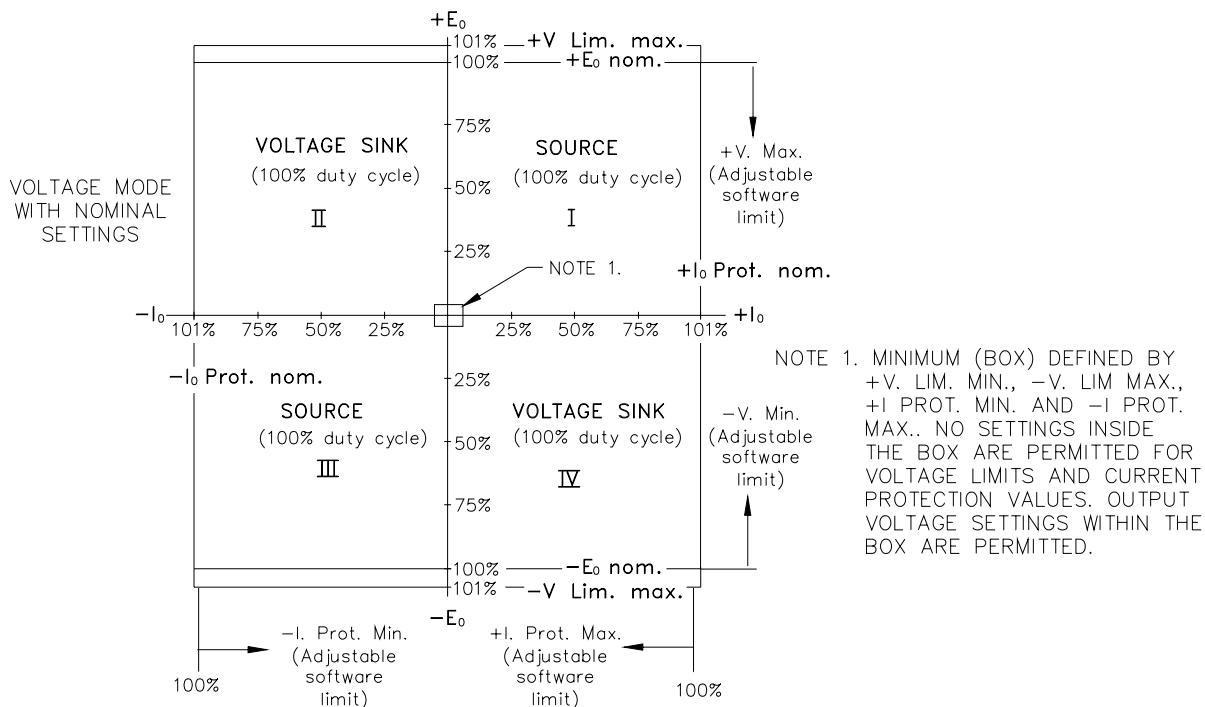 +E₀
101% +V Lim. max.
100% +E₀ nom.
75%
VOLTAGE SINK
(100% duty cycle)
II
SOURCE
(100% duty cycle)
I
50%
25%
+V. Max.
(Adjustable
software
limit)
VOLTAGE MODE
WITH NOMINAL
SETTINGS
NOTE 1.
+I₀ Prot. nom.
-I₀
101% 75% 50% 25% 25% 50% 75% 101%
+I₀
-I₀ Prot. nom.
25%
SOURCE
(100% duty cycle)
III
VOLTAGE SINK
(100% duty cycle)
IV
50%
75%
-V. Min.
(Adjustable
software
limit)
NOTE 1. MINIMUM (BOX) DEFINED BY
+V. LIM. MIN., -V. LIM MAX.,
+I PROT. MIN. AND -I PROT.
MAX.. NO SETTINGS INSIDE
THE BOX ARE PERMITTED FOR
VOLTAGE LIMITS AND CURRENT
PROTECTION VALUES. OUTPUT
VOLTAGE SETTINGS WITHIN THE
BOX ARE PERMITTED.
100% -E₀ nom.
101% -V Lim. max.
-E₀
-I. Prot. Min.
(Adjustable
software
limit)
+I. Prot. Max.
(Adjustable
software
limit)
100%
100%